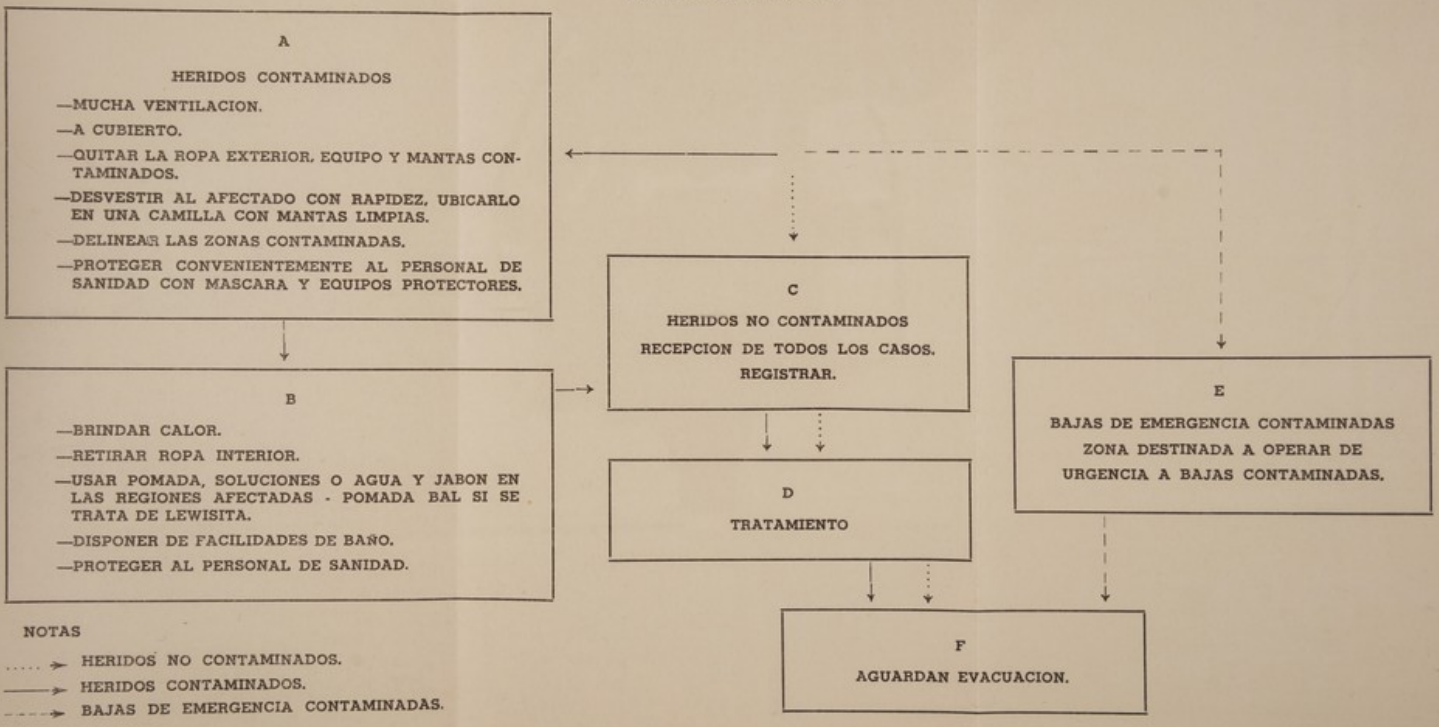 A
HERIDOS CONTAMINADOS
—MUCHA VENTILACION.
—A CUBIERTO.
—QUITAR LA ROPA EXTERIOR, EQUIPO Y MANTAS CON-
TAMINADOS.
—DESVESTIR AL AFECTADO CON RAPIDEZ, UBICARLO
EN UNA CAMILLA CON MANTAS LIMPIAS.
—DELINEAR LAS ZONAS CONTAMINADAS.
—PROTEGER CONVENIENTEMENTE AL PERSONAL DE
SANIDAD CON MASCARA Y EQUIPOS PROTECTORES.
B
—BRINDAR CALOR.
—RETIRAR ROPA INTERIOR.
—USAR POMADA, SOLUCIONES O AGUA Y JABON EN
LAS REGIONES AFECTADAS - POMADA BAL SI SE
TRATA DE LEWISITA.
—DISPONER DE FACILIDADES DE BAÑO.
—PROTEGER AL PERSONAL DE SANIDAD.
C
HERIDOS NO CONTAMINADOS
RECEPCION DE TODOS LOS CASOS.
REGISTRAR.
D
TRATAMIENTO
E
BAJAS DE EMERGENCIA CONTAMINADAS
ZONA DESTINADA A OPERAR DE
URGENCIA A BAJAS CONTAMINADAS.
F
AGUARDAN EVACUACION.
NOTAS
HERIDOS NO CONTAMINADOS.
HERIDOS CONTAMINADOS.
BAJAS DE EMERGENCIA CONTAMINADAS.